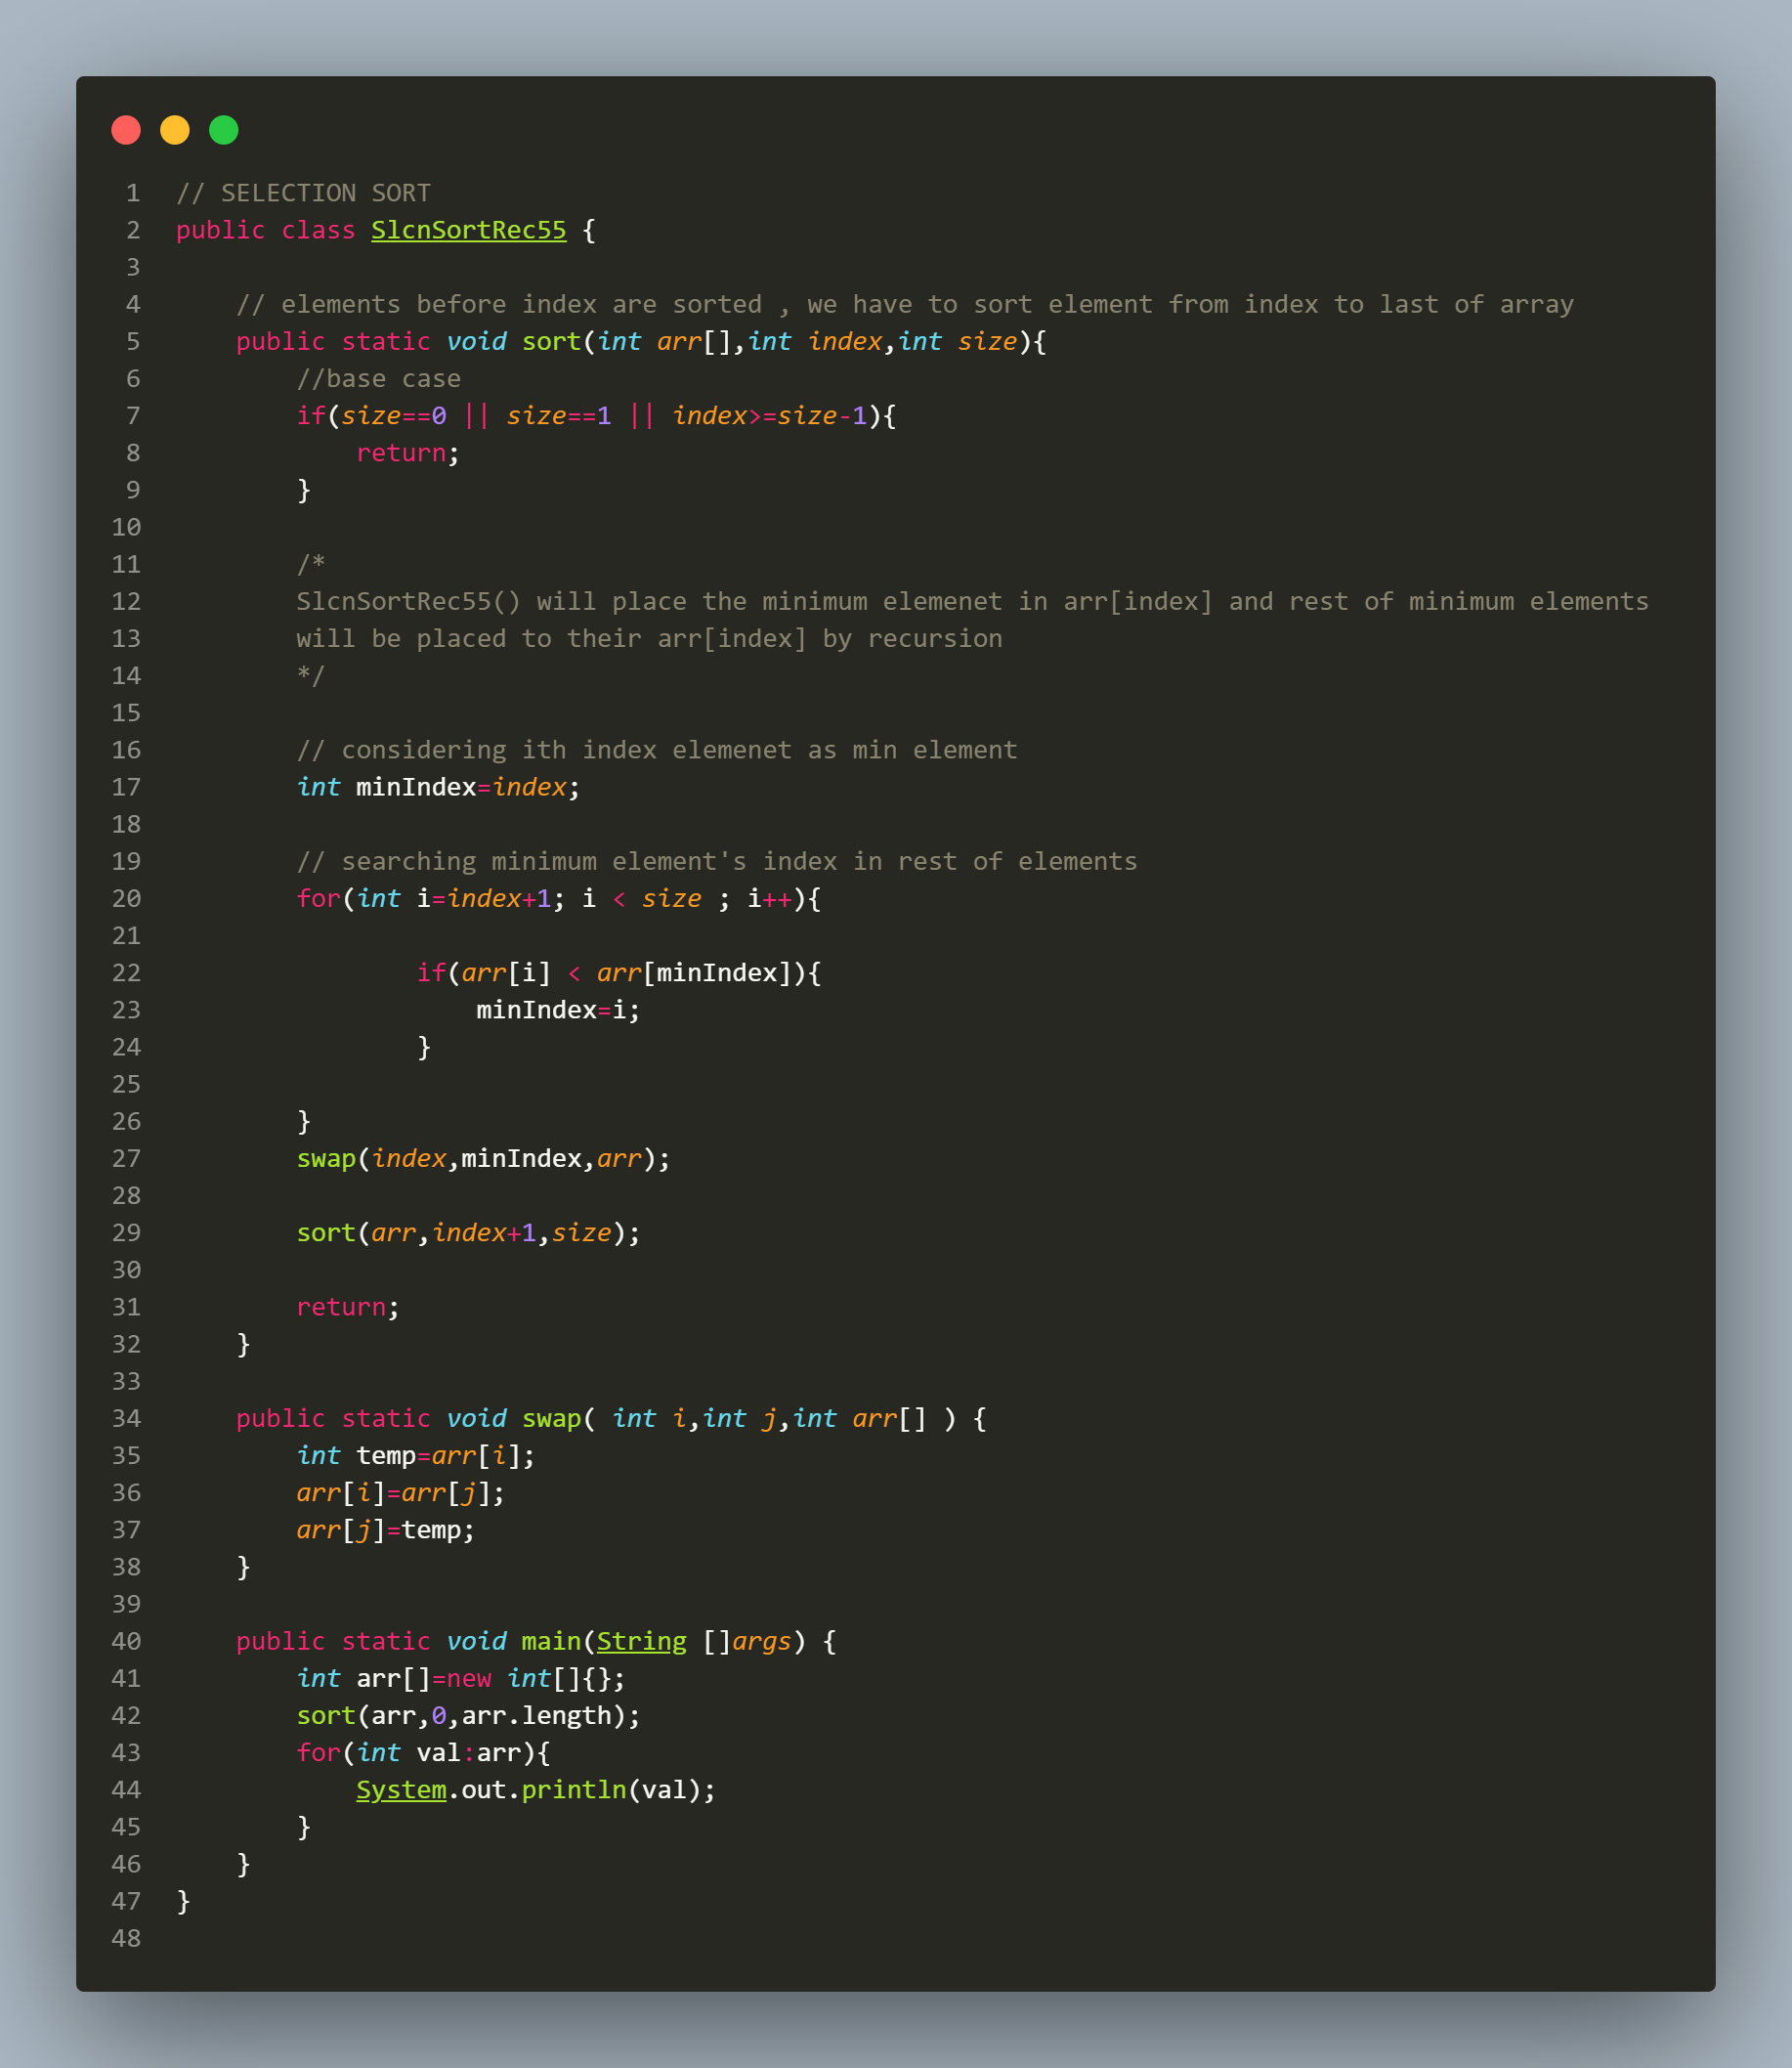 1 // SELECTION SORT
2 public class SlcnSortRec55 {
3
4     // elements before index are sorted , we have to sort element from index to last of array
5     public static void sort(int arr[],int index,int size){
6         //base case
7         if(size==0 || size==1 || index>=size-1){
8             return;
9         }
10
11         /*
12         SlcnSortRec55() will place the minimum elemenet in arr[index] and rest of minimum elements
13         will be placed to their arr[index] by recursion
14         */
15
16         // considering ith index elemenet as min element
17         int minIndex=index;
18
19         // searching minimum element's index in rest of elements
20         for(int i=index+1; i < size ; i++){
21
22                 if(arr[i] < arr[minIndex]){
23                     minIndex=i;
24                 }
25
26         }
27         swap(index,minIndex,arr);
28
29         sort(arr,index+1,size);
30
31         return;
32     }
33
34     public static void swap( int i,int j,int arr[] ) {
35         int temp=arr[i];
36         arr[i]=arr[j];
37         arr[j]=temp;
38     }
39
40     public static void main(String []args) {
41         int arr[]=new int[]{};
42         sort(arr,0,arr.length);
43         for(int val:arr){
44             System.out.println(val);
45         }
46     }
47 }
48